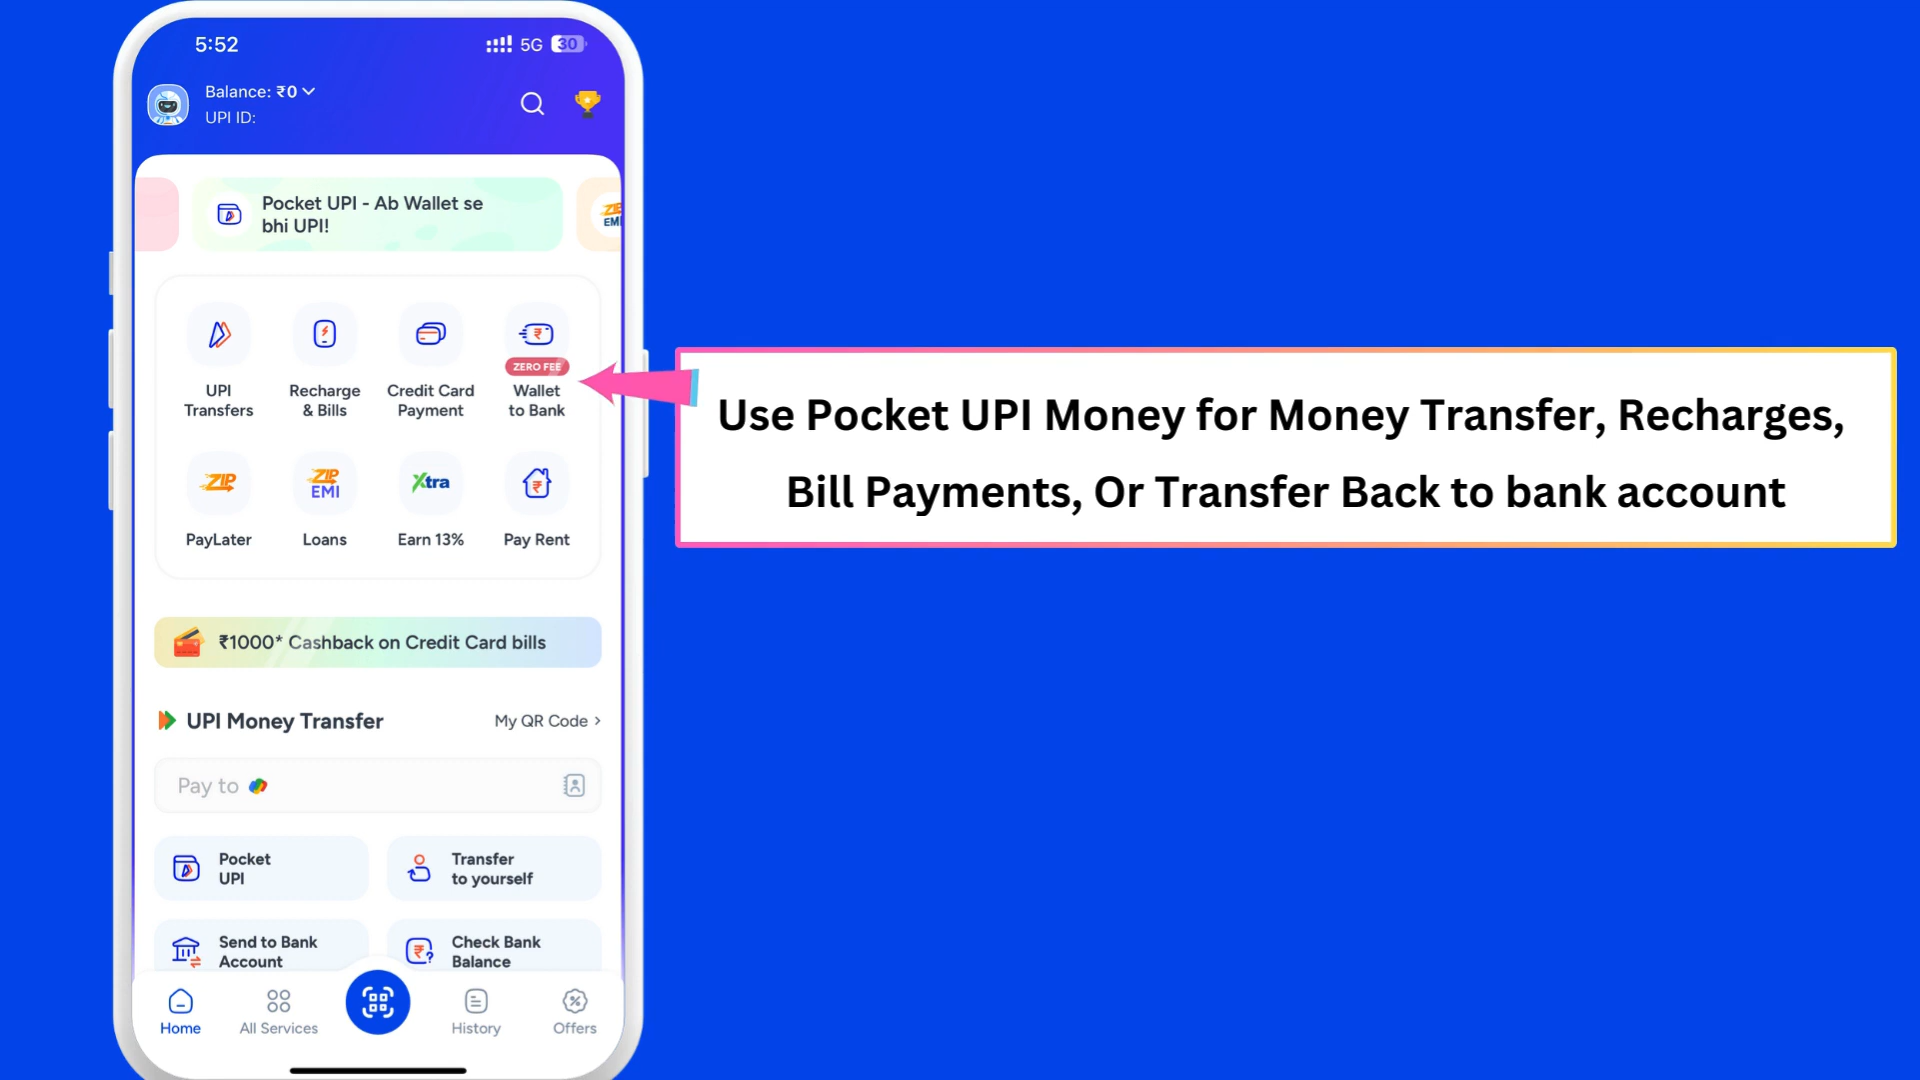 5:52
5G
30
Balance: ₹0
UPI ID:
Pocket UPI - Ab Wallet se
bhi UPI!
ZIP
EMI
UPI
Transfers
Recharge
& Bills
Credit Card
Payment
ZERO FEE
Wallet
to Bank
ZIP
PayLater
ZIP
EMI
Loans
Xtra
Earn 13%
Pay Rent
₹1000* Cashback on Credit Card bills
UPI Money Transfer
My QR Code >
Pay to
Pocket
UPI
Transfer
to yourself
Send to Bank
Account
Check Bank
Balance
Home
All Services
History
Offers
Use Pocket UPI Money for Money Transfer, Recharges,
Bill Payments, Or Transfer Back to bank account